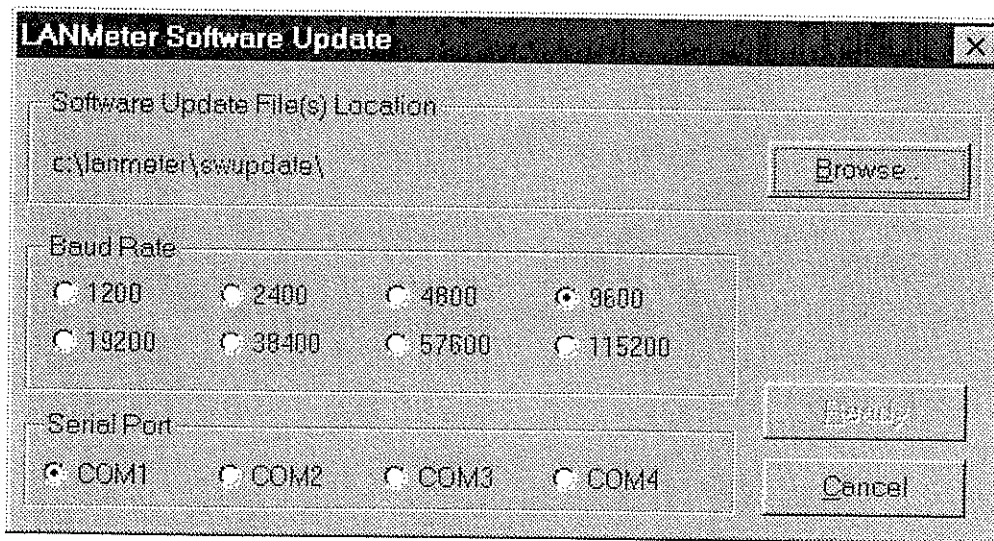 LANMeter Software Update
Software Update File(s) Location
c:\lanmeter\swupdate\
Browse..
Baud Rate
1200 2400 4800 9600
19200 38400 57600 115200
Serial Port
COM1 COM2 COM3 COM4
Cancel